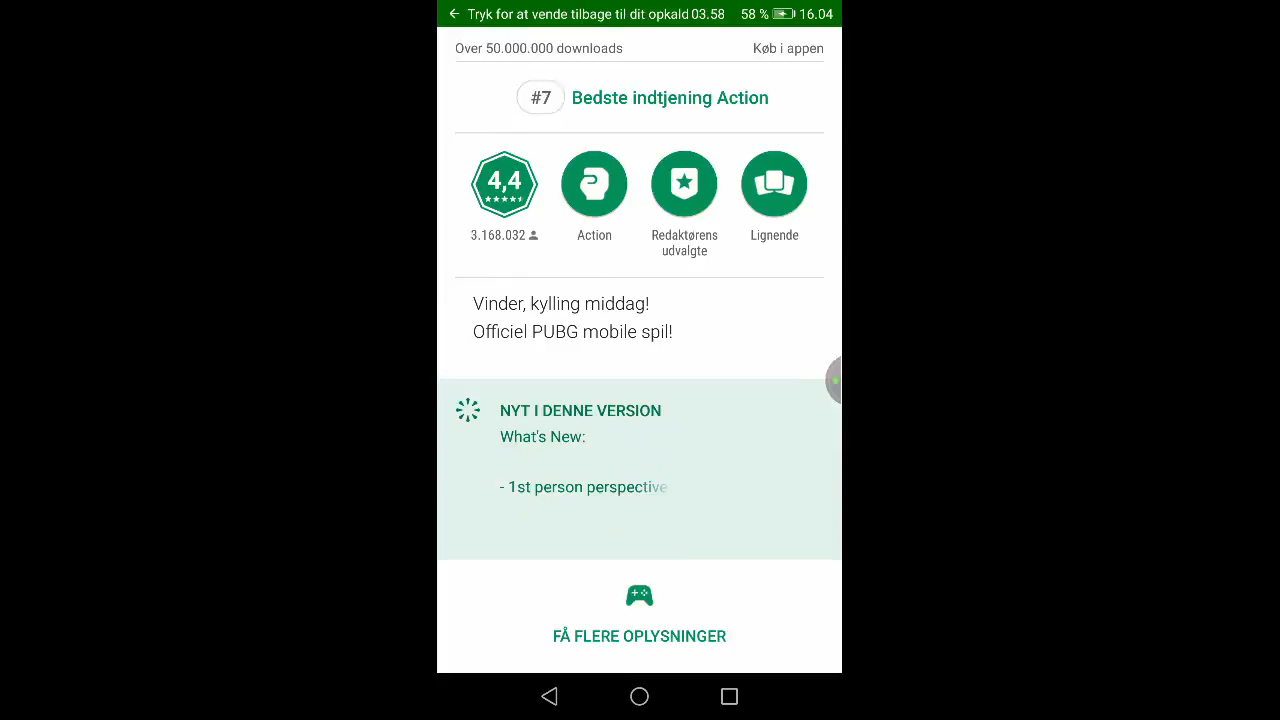 Tryk for at vende tilbage til dit opkald 03.58 58 % 16.04
Over 50.000.000 downloads Køb i appen
#7 Bedste indtjening Action
4,4
3.168.032 Action Redaktørens udvalgte Lignende
Vinder, kylling middag!
Officiel PUBG mobile spil!
NYT I DENNE VERSION
What's New:
- 1st person perspective
FÅ FLERE OPLYSNINGER